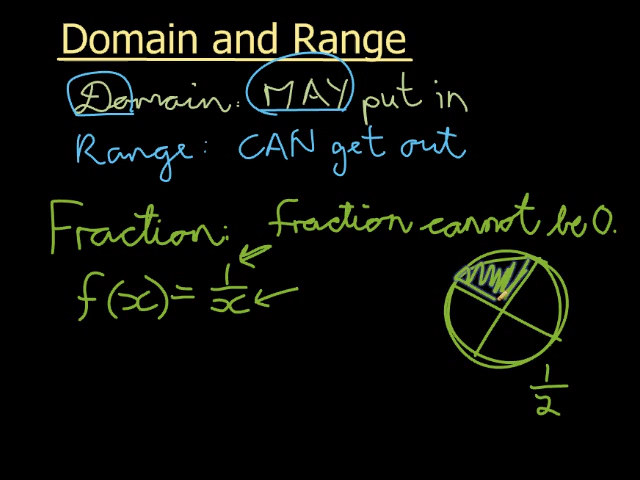 Domain and Range
Domain: MAY put in
Range: CAN get out
Fraction: fraction cannot be 0.
f(x) = 1/x
1/2